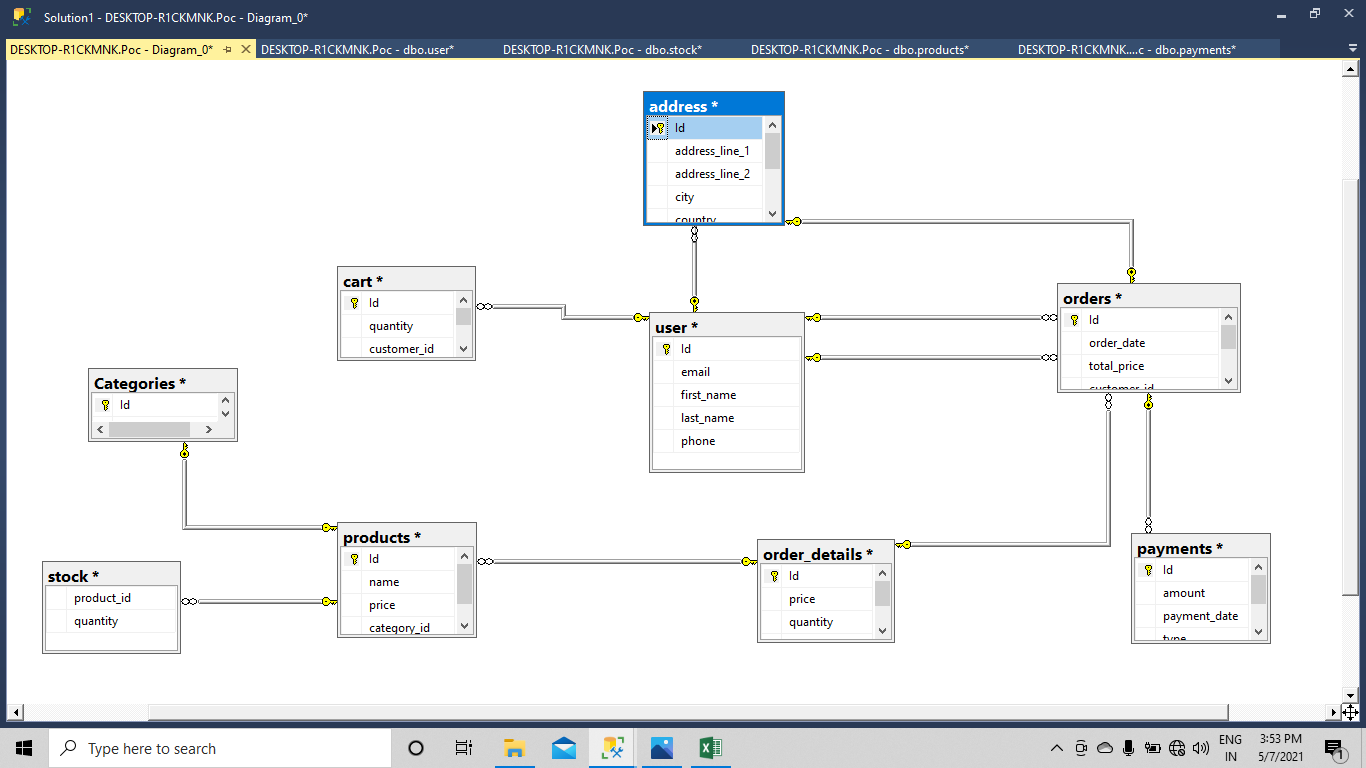 Solution1 - DESKTOP-R1CKMNK.Poc - Diagram_0*
DESKTOP-R1CKMNK.Poc - Diagram_0*
DESKTOP-R1CKMNK.Poc - dbo.user*
DESKTOP-R1CKMNK.Poc - dbo.stock*
DESKTOP-R1CKMNK.Poc - dbo.products*
DESKTOP-R1CKMNK....c - dbo.payments*
address *
Id
address_line_1
address_line_2
city
country
cart *
Id
quantity
customer_id
user *
Id
email
first_name
last_name
phone
orders *
Id
order_date
total_price
customer_id
Categories *
Id
products *
Id
name
price
category_id
stock *
product_id
quantity
order_details *
Id
price
quantity
payments *
Id
amount
payment_date
type
Type here to search
ENG
IN
3:53 PM
5/7/2021
1